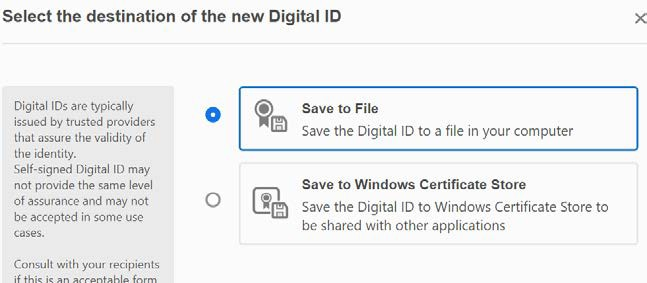 Select the destination of the new Digital ID
Digital IDs are typically
issued by trusted providers
that assure the validity of
the identity.
Self-signed Digital ID may
not provide the same level
of assurance and may not
be accepted in some use
cases.
Consult with your recipients
if this is an acceptable form
Save to File
Save the Digital ID to a file in your computer
Save to Windows Certificate Store
Save the Digital ID to Windows Certificate Store to
be shared with other applications